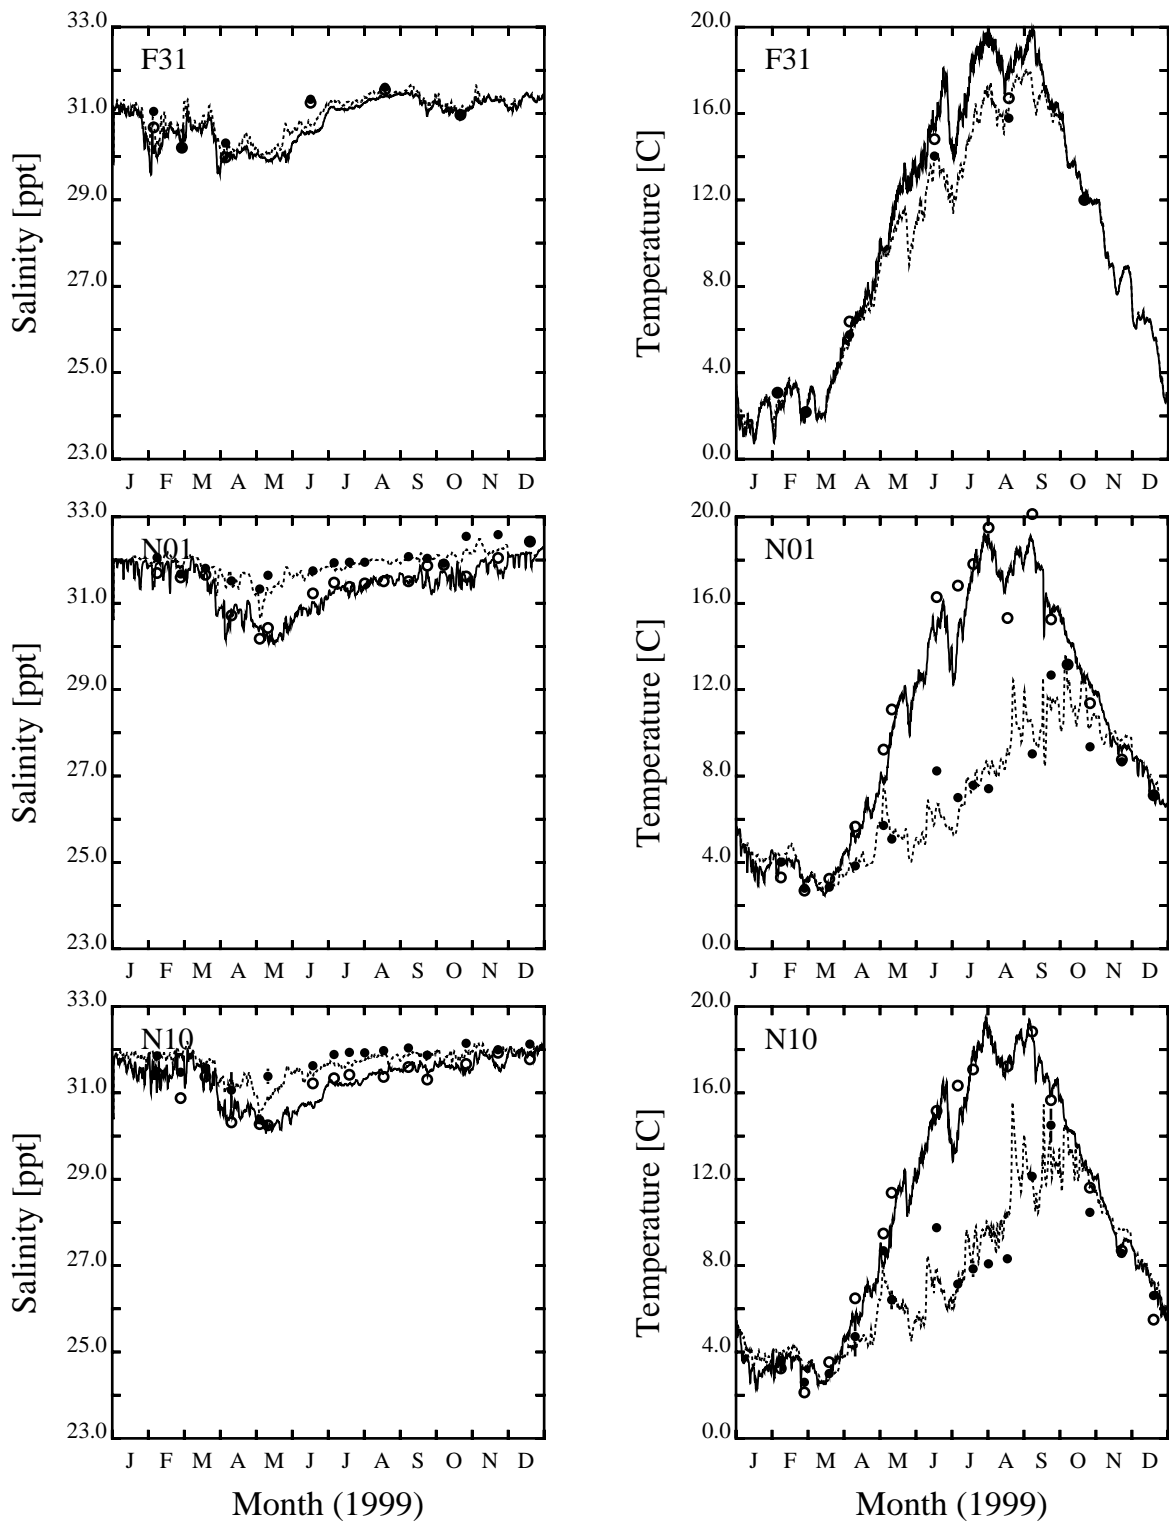 33.0
31.0
29.0
27.0
25.0
23.0
Salinity [ppt]
F31
J F M A M J J A S O N D
20.0
16.0
12.0
8.0
4.0
0.0
Temperature [C]
F31
J F M A M J J A S O N D
33.0
31.0
29.0
27.0
25.0
23.0
Salinity [ppt]
N01
J F M A M J J A S O N D
20.0
16.0
12.0
8.0
4.0
0.0
Temperature [C]
N01
J F M A M J J A S O N D
33.0
31.0
29.0
27.0
25.0
23.0
Salinity [ppt]
N10
J F M A M J J A S O N D
Month (1999)
20.0
16.0
12.0
8.0
4.0
0.0
Temperature [C]
N10
J F M A M J J A S O N D
Month (1999)